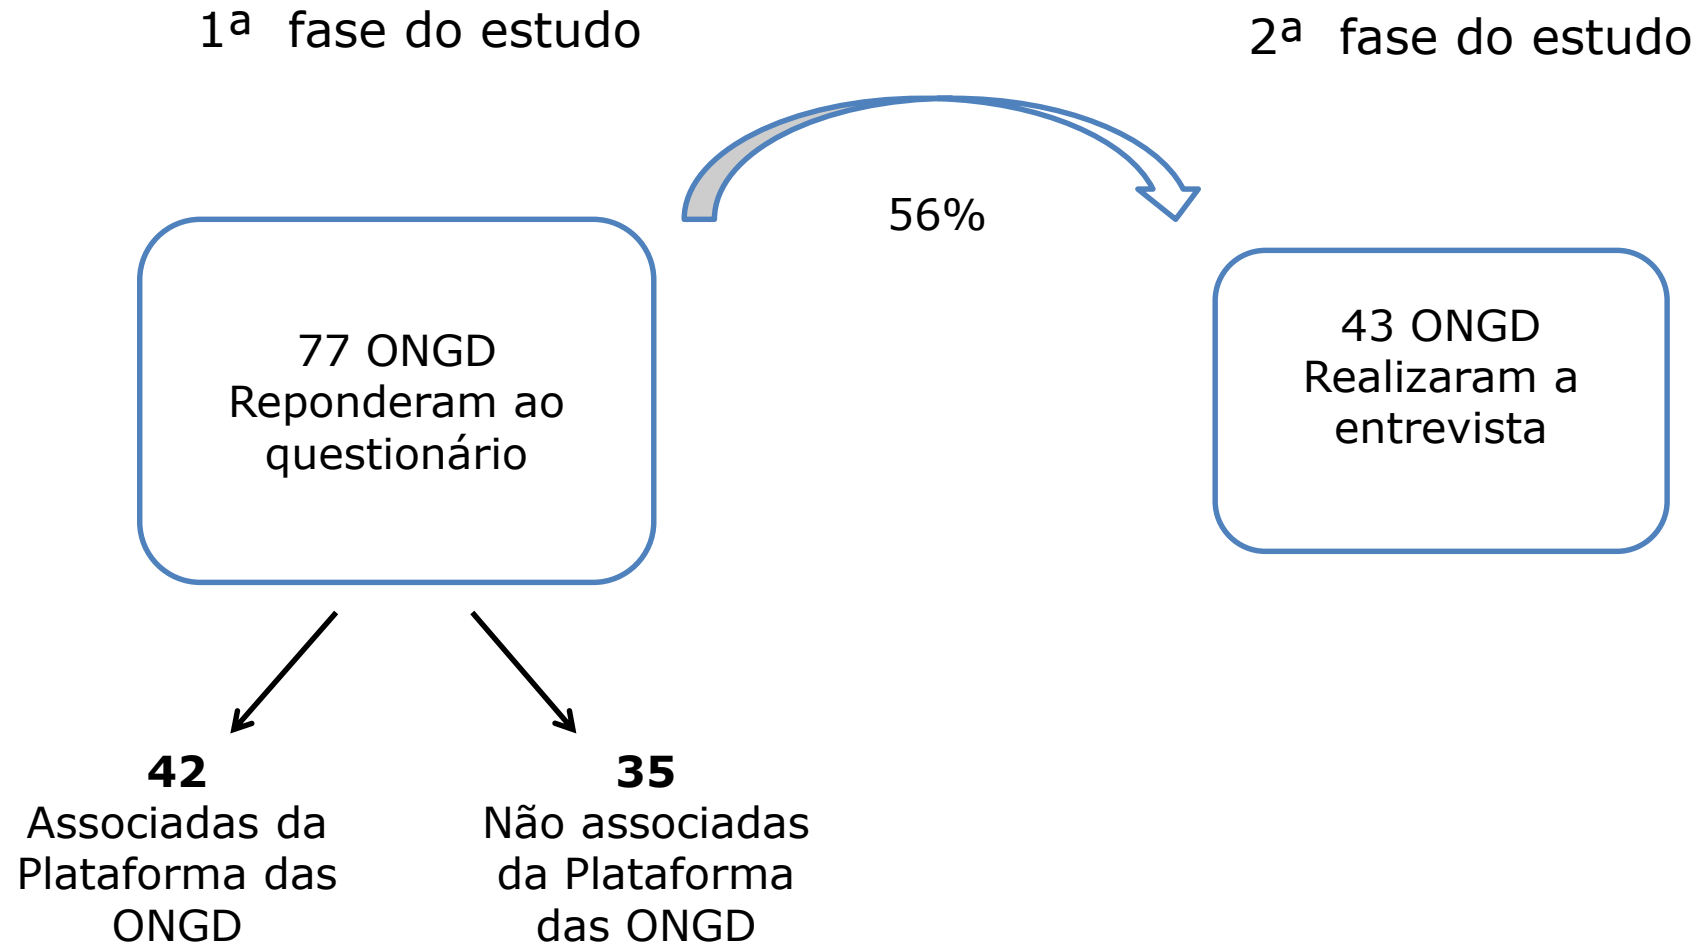 1ª fase do estudo
2ª fase do estudo
56%
77 ONGD
Reponderam ao
questionário
43 ONGD
Realizaram a
entrevista
42
Associadas da
Plataforma das
ONGD
35
Não associadas
da Plataforma
das ONGD